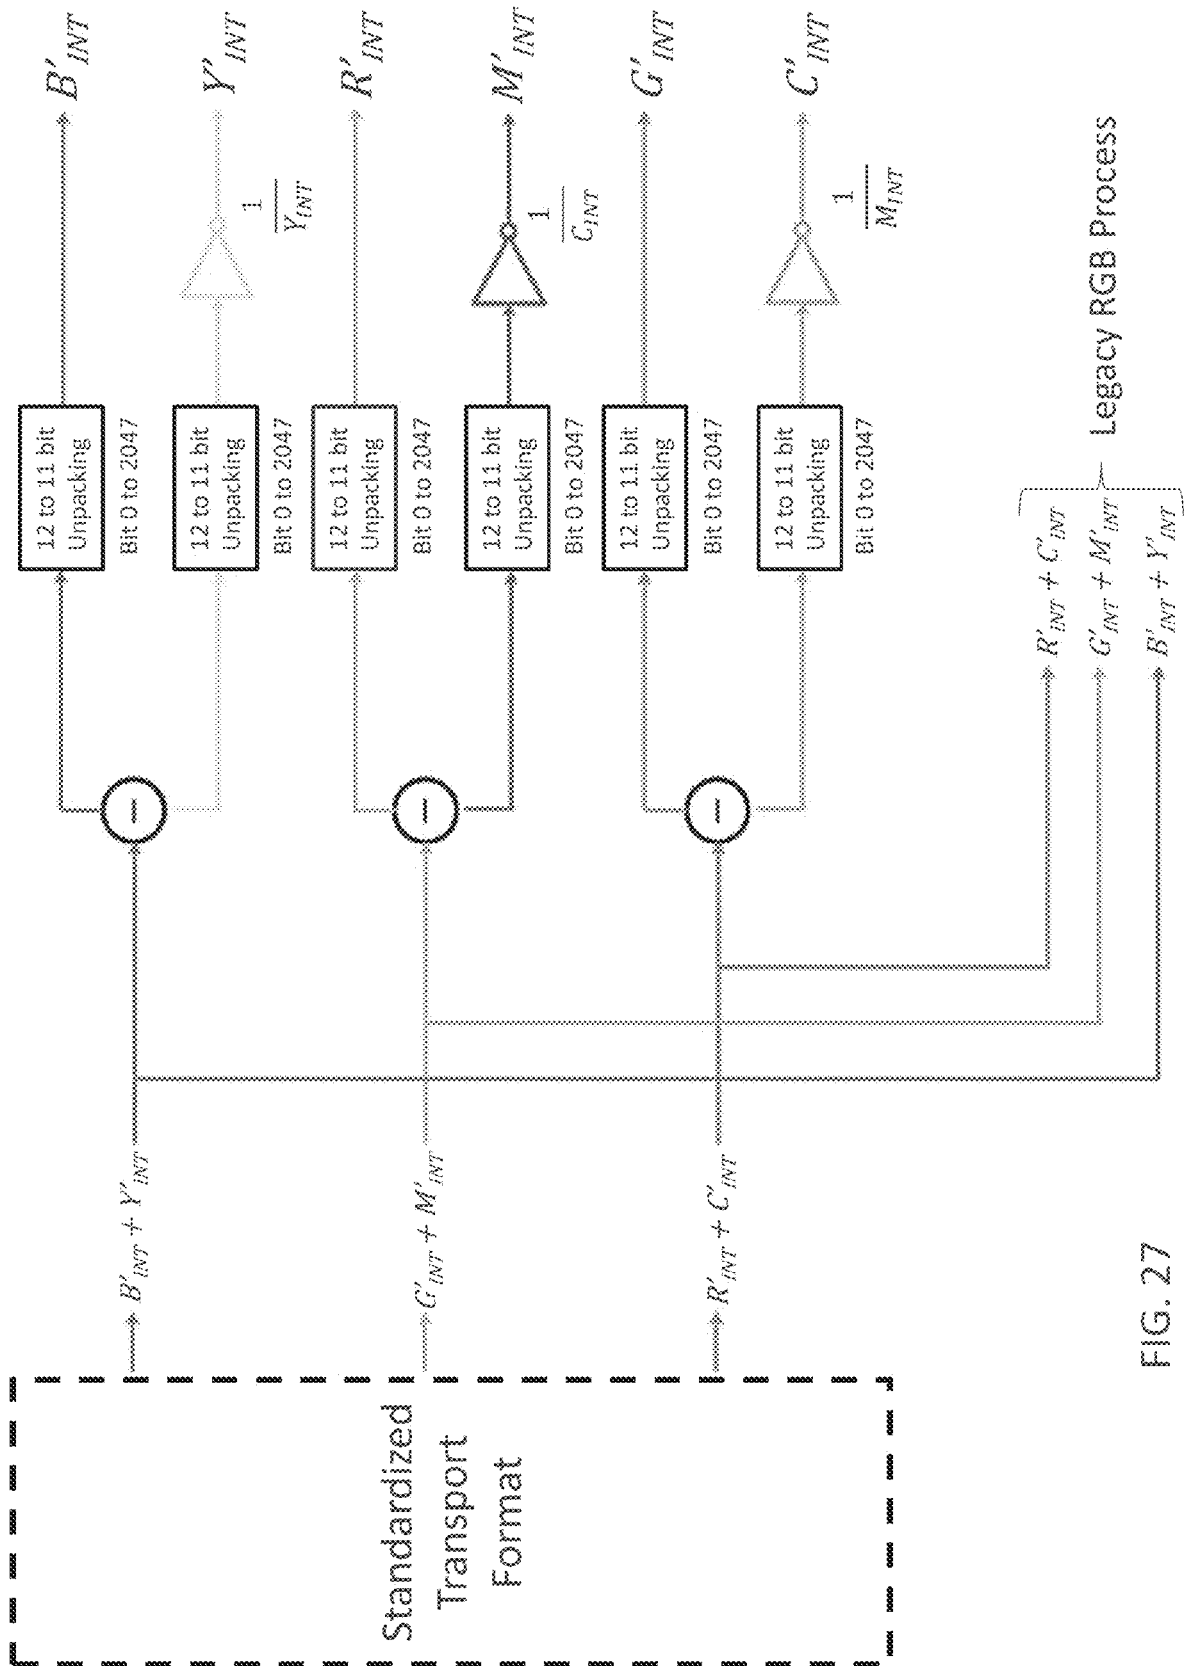 Standardized
Transport
Format
B'INT + Y'INT
G'INT + M'INT
R'INT + C'INT
−
−
−
12 to 11 bit
Unpacking
Bit 0 to 2047
12 to 11 bit
Unpacking
Bit 0 to 2047
12 to 11 bit
Unpacking
Bit 0 to 2047
12 to 11 bit
Unpacking
Bit 0 to 2047
12 to 11 bit
Unpacking
Bit 0 to 2047
12 to 11 bit
Unpacking
Bit 0 to 2047
1
YINT
1
CINT
1
MINT
B'INT
Y'INT
R'INT
M'INT
G'INT
C'INT
R'INT + C'INT
G'INT + M'INT
B'INT + Y'INT
Legacy RGB Process
FIG. 27